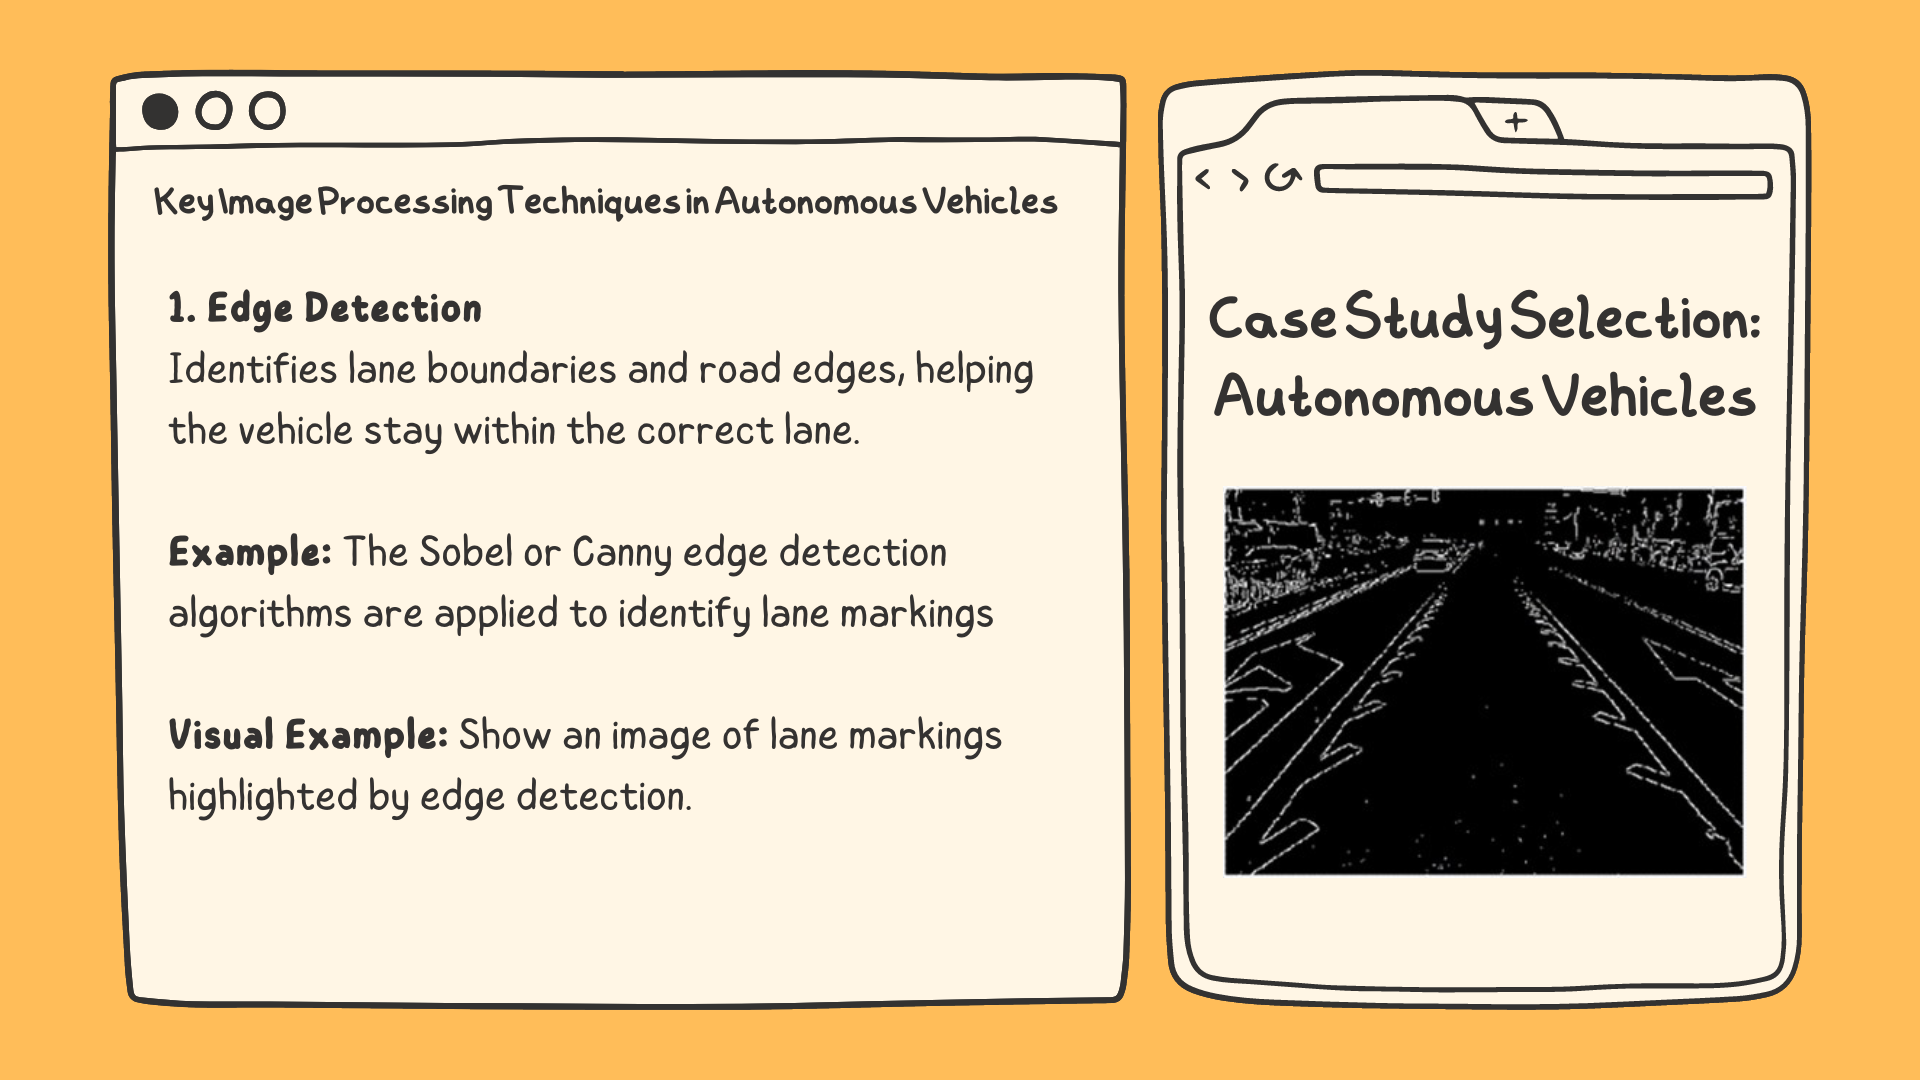 Key Image Processing Techniques in Autonomous Vehicles
1. Edge Detection
Identifies lane boundaries and road edges, helping
the vehicle stay within the correct lane.
Example: The Sobel or Canny edge detection
algorithms are applied to identify lane markings
Visual Example: Show an image of lane markings
highlighted by edge detection.
Case Study Selection:
Autonomous Vehicles